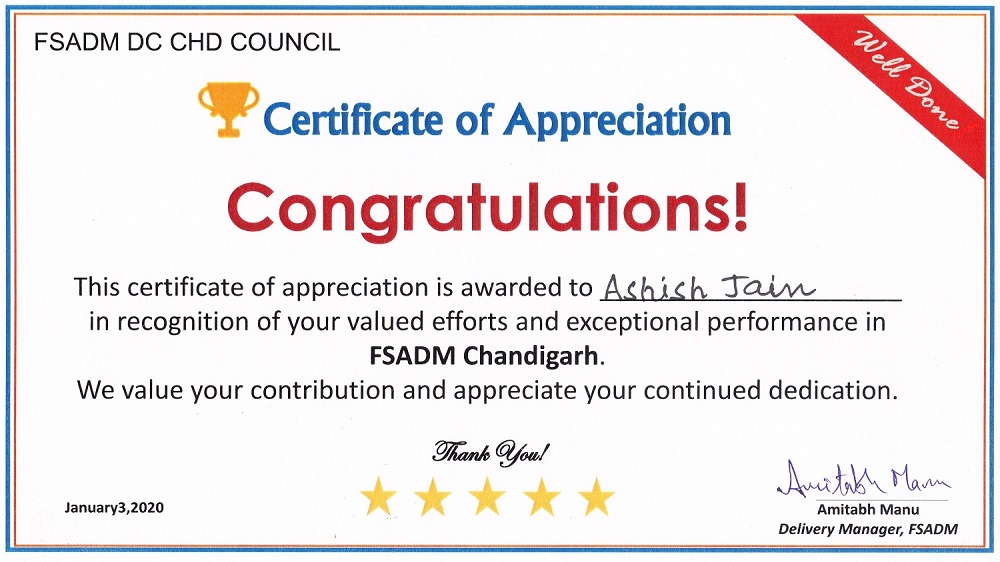 FSADM DC CHD COUNCIL
Well Done
Certificate of Appreciation
Congratulations!
This certificate of appreciation is awarded to Ashish Jain
in recognition of your valued efforts and exceptional performance in
FSADM Chandigarh.
We value your contribution and appreciate your continued dedication.
Thank You!
Amitabh Manu
January3,2020
Amitabh Manu
Delivery Manager, FSADM